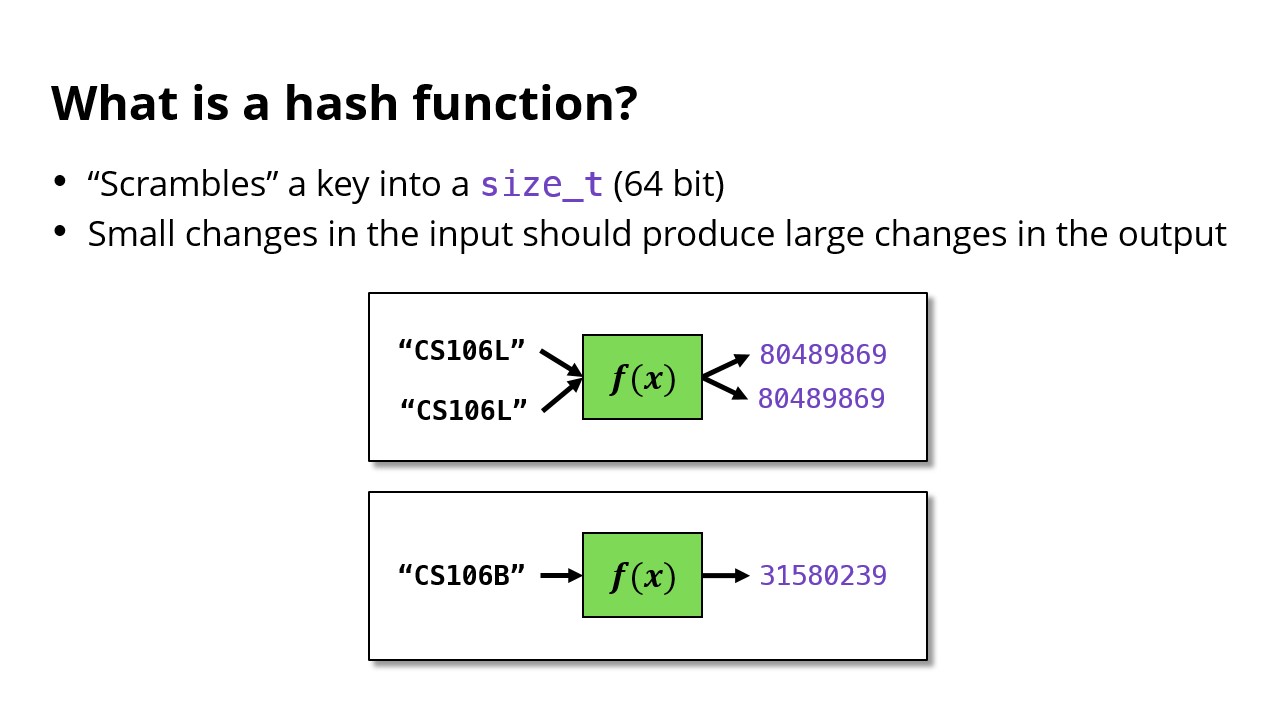 What is a hash function?
• “Scrambles” a key into a size_t (64 bit)
• Small changes in the input should produce large changes in the output
“CS106L”
“CS106L”
f(x)
80489869
80489869
“CS106B”
f(x)
31580239